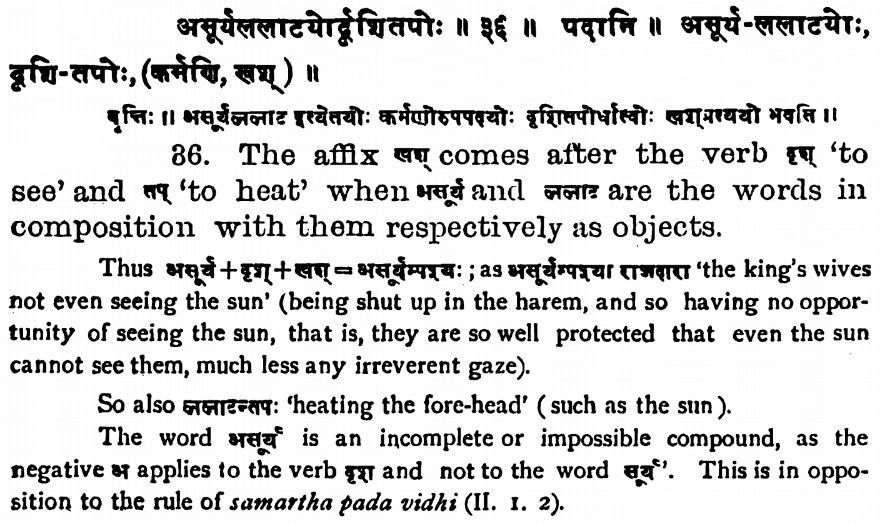 असूर्यललाटयोर्दृशितपोः ॥ ३६ ॥ पदानि ॥ असूर्य-ललाटयोः,
दृशि-तपोः, (कर्मणि, खश् ) ॥
वृत्तिः ॥ असूर्यललाट इत्येतयोः कर्मणोरुपपदयोः दृशितपोर्धात्वोः खश्प्रत्ययो भवति ॥
36. The affix खश् comes after the verb दृश् ‘to
see’ and तप् ‘to heat’ when असूर्य and ललाट are the words in
composition with them respectively as objects.
Thus असूर्य + दृश् + खश् = असूर्यम्पश्यः ; as असूर्यम्पश्या राजदारा ‘the king's wives
not even seeing the sun’ (being shut up in the harem, and so having no oppor-
tunity of seeing the sun, that is, they are so well protected that even the sun
cannot see them, much less any irreverent gaze).
So also ललाटन्तपः ‘heating the fore-head’ ( such as the sun ).
The word असूर्य is an incomplete or impossible compound, as the
negative अ applies to the verb दृश and not to the word सूर्य’. This is in oppo-
sition to the rule of samartha pada vidhi (II. 1. 2).